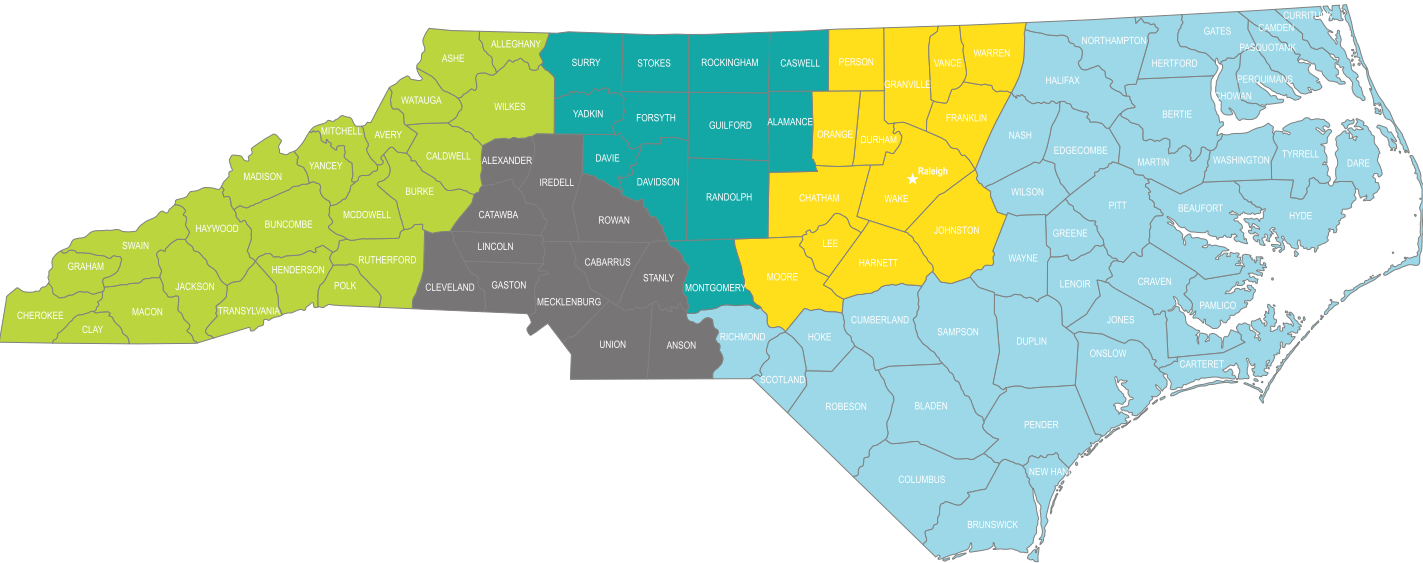 ASHE
ALLEGHANY
SURRY
STOKES
ROCKINGHAM
CASWELL
PERSON
GRANVILLE
VANCE
WARREN
NORTHAMPTON
GATES
CURRITU
CAMDEN
PASQUOTANK
HERTFORD
HALIFAX
PERQUIMANS
CHOWAN
WATAUGA
WILKES
YADKIN
FORSYTH
GUILFORD
ALAMANCE
ORANGE
DURHAM
FRANKLIN
NASH
EDGECOMBE
BERTIE
MITCHELL
AVERY
CALDWELL
ALEXANDER
DAVIE
MARTIN
WASHINGTON
TYRRELL
DARE
MADISON
YANCEY
BURKE
IREDELL
DAVIDSON
RANDOLPH
CHATHAM
Raleigh
WAKE
WILSON
PITT
BEAUFORT
HYDE
HAYWOOD
BUNCOMBE
MCDOWELL
CATAWBA
ROWAN
LEE
JOHNSTON
GREENE
SWAIN
GRAHAM
JACKSON
HENDERSON
RUTHERFORD
POLK
LINCOLN
CLEVELAND
GASTON
CABARRUS
STANLY
MONTGOMERY
MOORE
HARNETT
WAYNE
LENOIR
CRAVEN
PAMLICO
CHEROKEE
CLAY
MACON
TRANSYLVANIA
MECKLENBURG
UNION
ANSON
RICHMOND
HOKE
CUMBERLAND
SAMPSON
DUPLIN
JONES
ONSLOW
CARTERET
SCOTLAND
ROBESON
BLADEN
PENDER
COLUMBUS
NEW HAN
BRUNSWICK